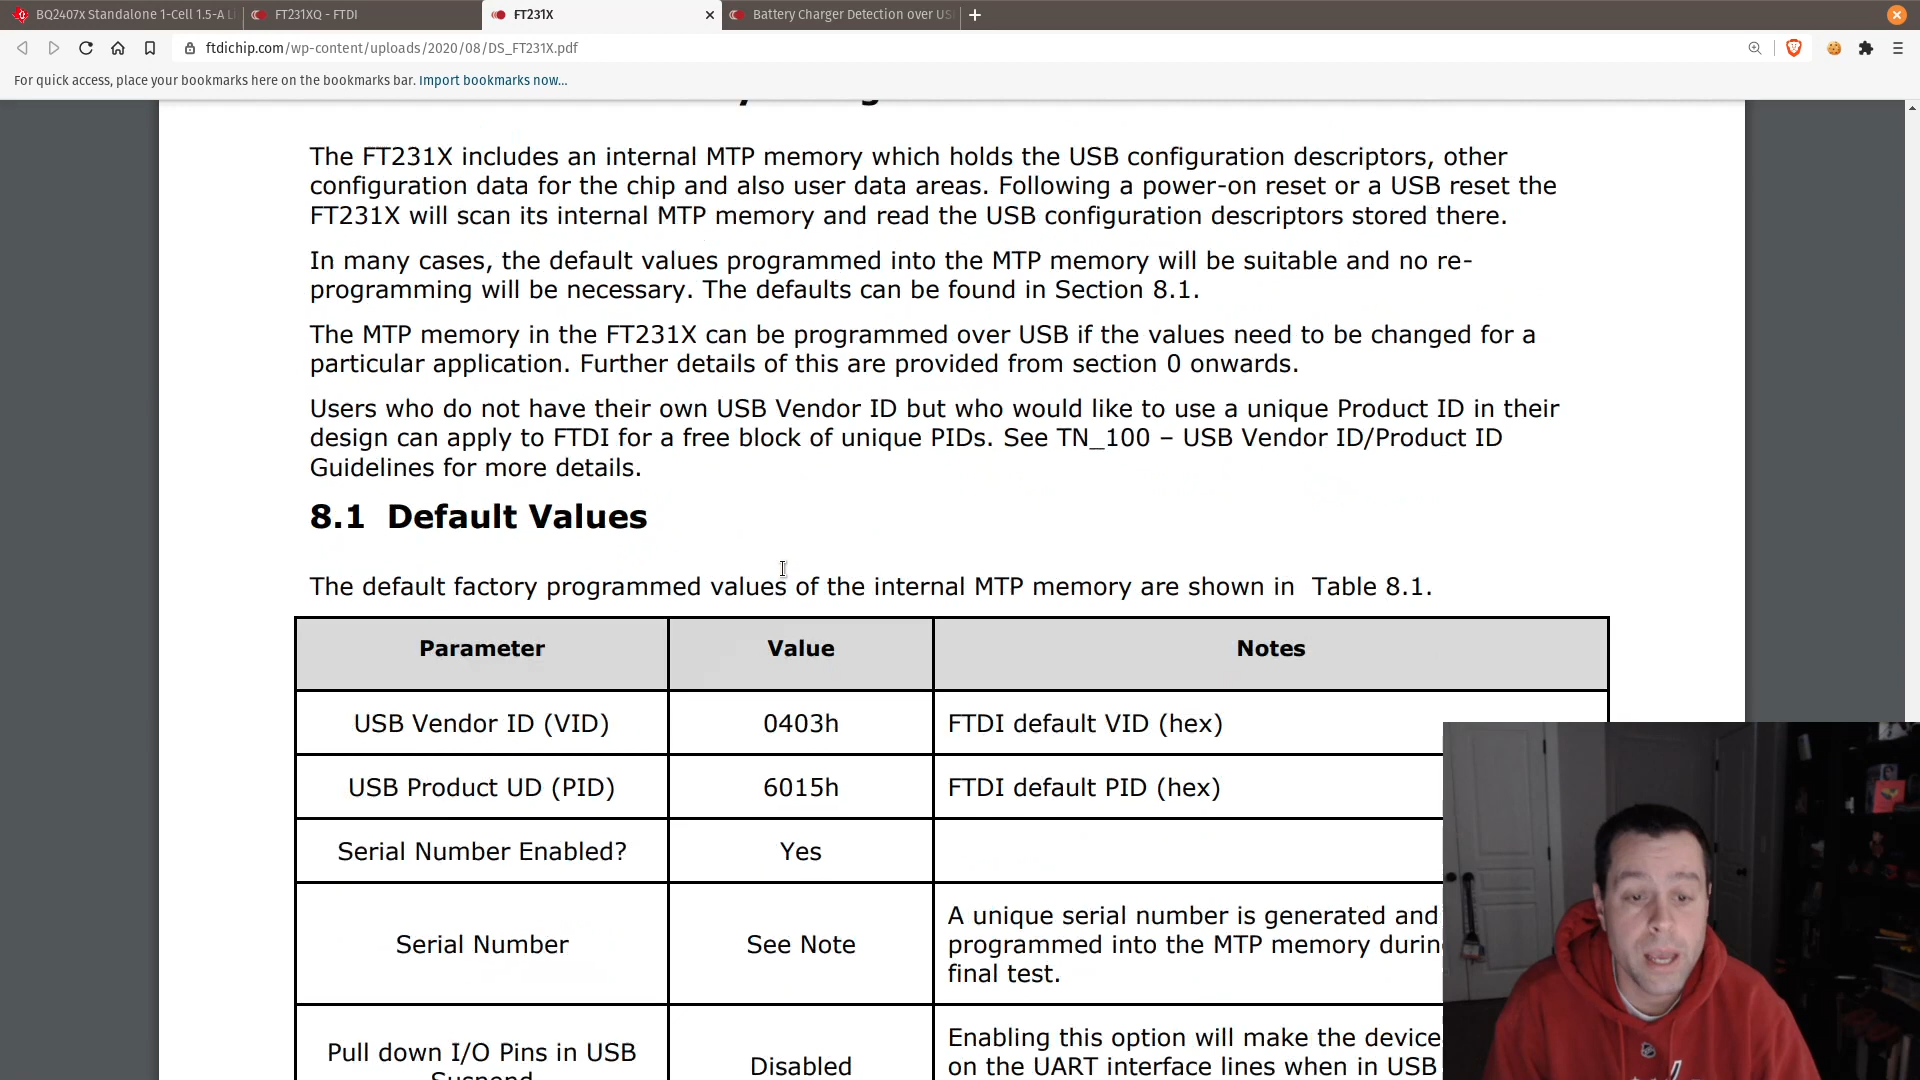 BQ2407x Standalone 1-Cell 1.5-A Li
FT231XQ - FTDI
FT231X
Battery Charger Detection over US
ftdichip.com/wp-content/uploads/2020/08/DS_FT231X.pdf
For quick access, place your bookmarks here on the bookmarks bar. Import bookmarks now...
The FT231X includes an internal MTP memory which holds the USB configuration descriptors, other
configuration data for the chip and also user data areas. Following a power-on reset or a USB reset the
FT231X will scan its internal MTP memory and read the USB configuration descriptors stored there.
In many cases, the default values programmed into the MTP memory will be suitable and no re-
programming will be necessary. The defaults can be found in Section 8.1.
The MTP memory in the FT231X can be programmed over USB if the values need to be changed for a
particular application. Further details of this are provided from section 0 onwards.
Users who do not have their own USB Vendor ID but who would like to use a unique Product ID in their
design can apply to FTDI for a free block of unique PIDs. See TN_100 – USB Vendor ID/Product ID
Guidelines for more details.
8.1 Default Values
The default factory programmed values of the internal MTP memory are shown in Table 8.1.
Parameter Value Notes
USB Vendor ID (VID) 0403h FTDI default VID (hex)
USB Product UD (PID) 6015h FTDI default PID (hex)
Serial Number Enabled? Yes
Serial Number See Note A unique serial number is generated and
programmed into the MTP memory during
final test.
Pull down I/O Pins in USB Suspend Disabled Enabling this option will make the device
on the UART interface lines when in USB